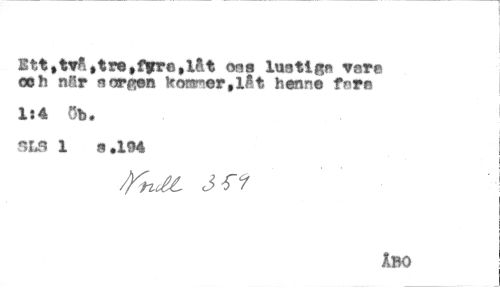 Ett,två,tre,fyra,låt oss lustiga vara
och när sorgen kommer,låt henne fara
1:4 Öb.
SLS 1 s.194
Nodl 359
ÅBO